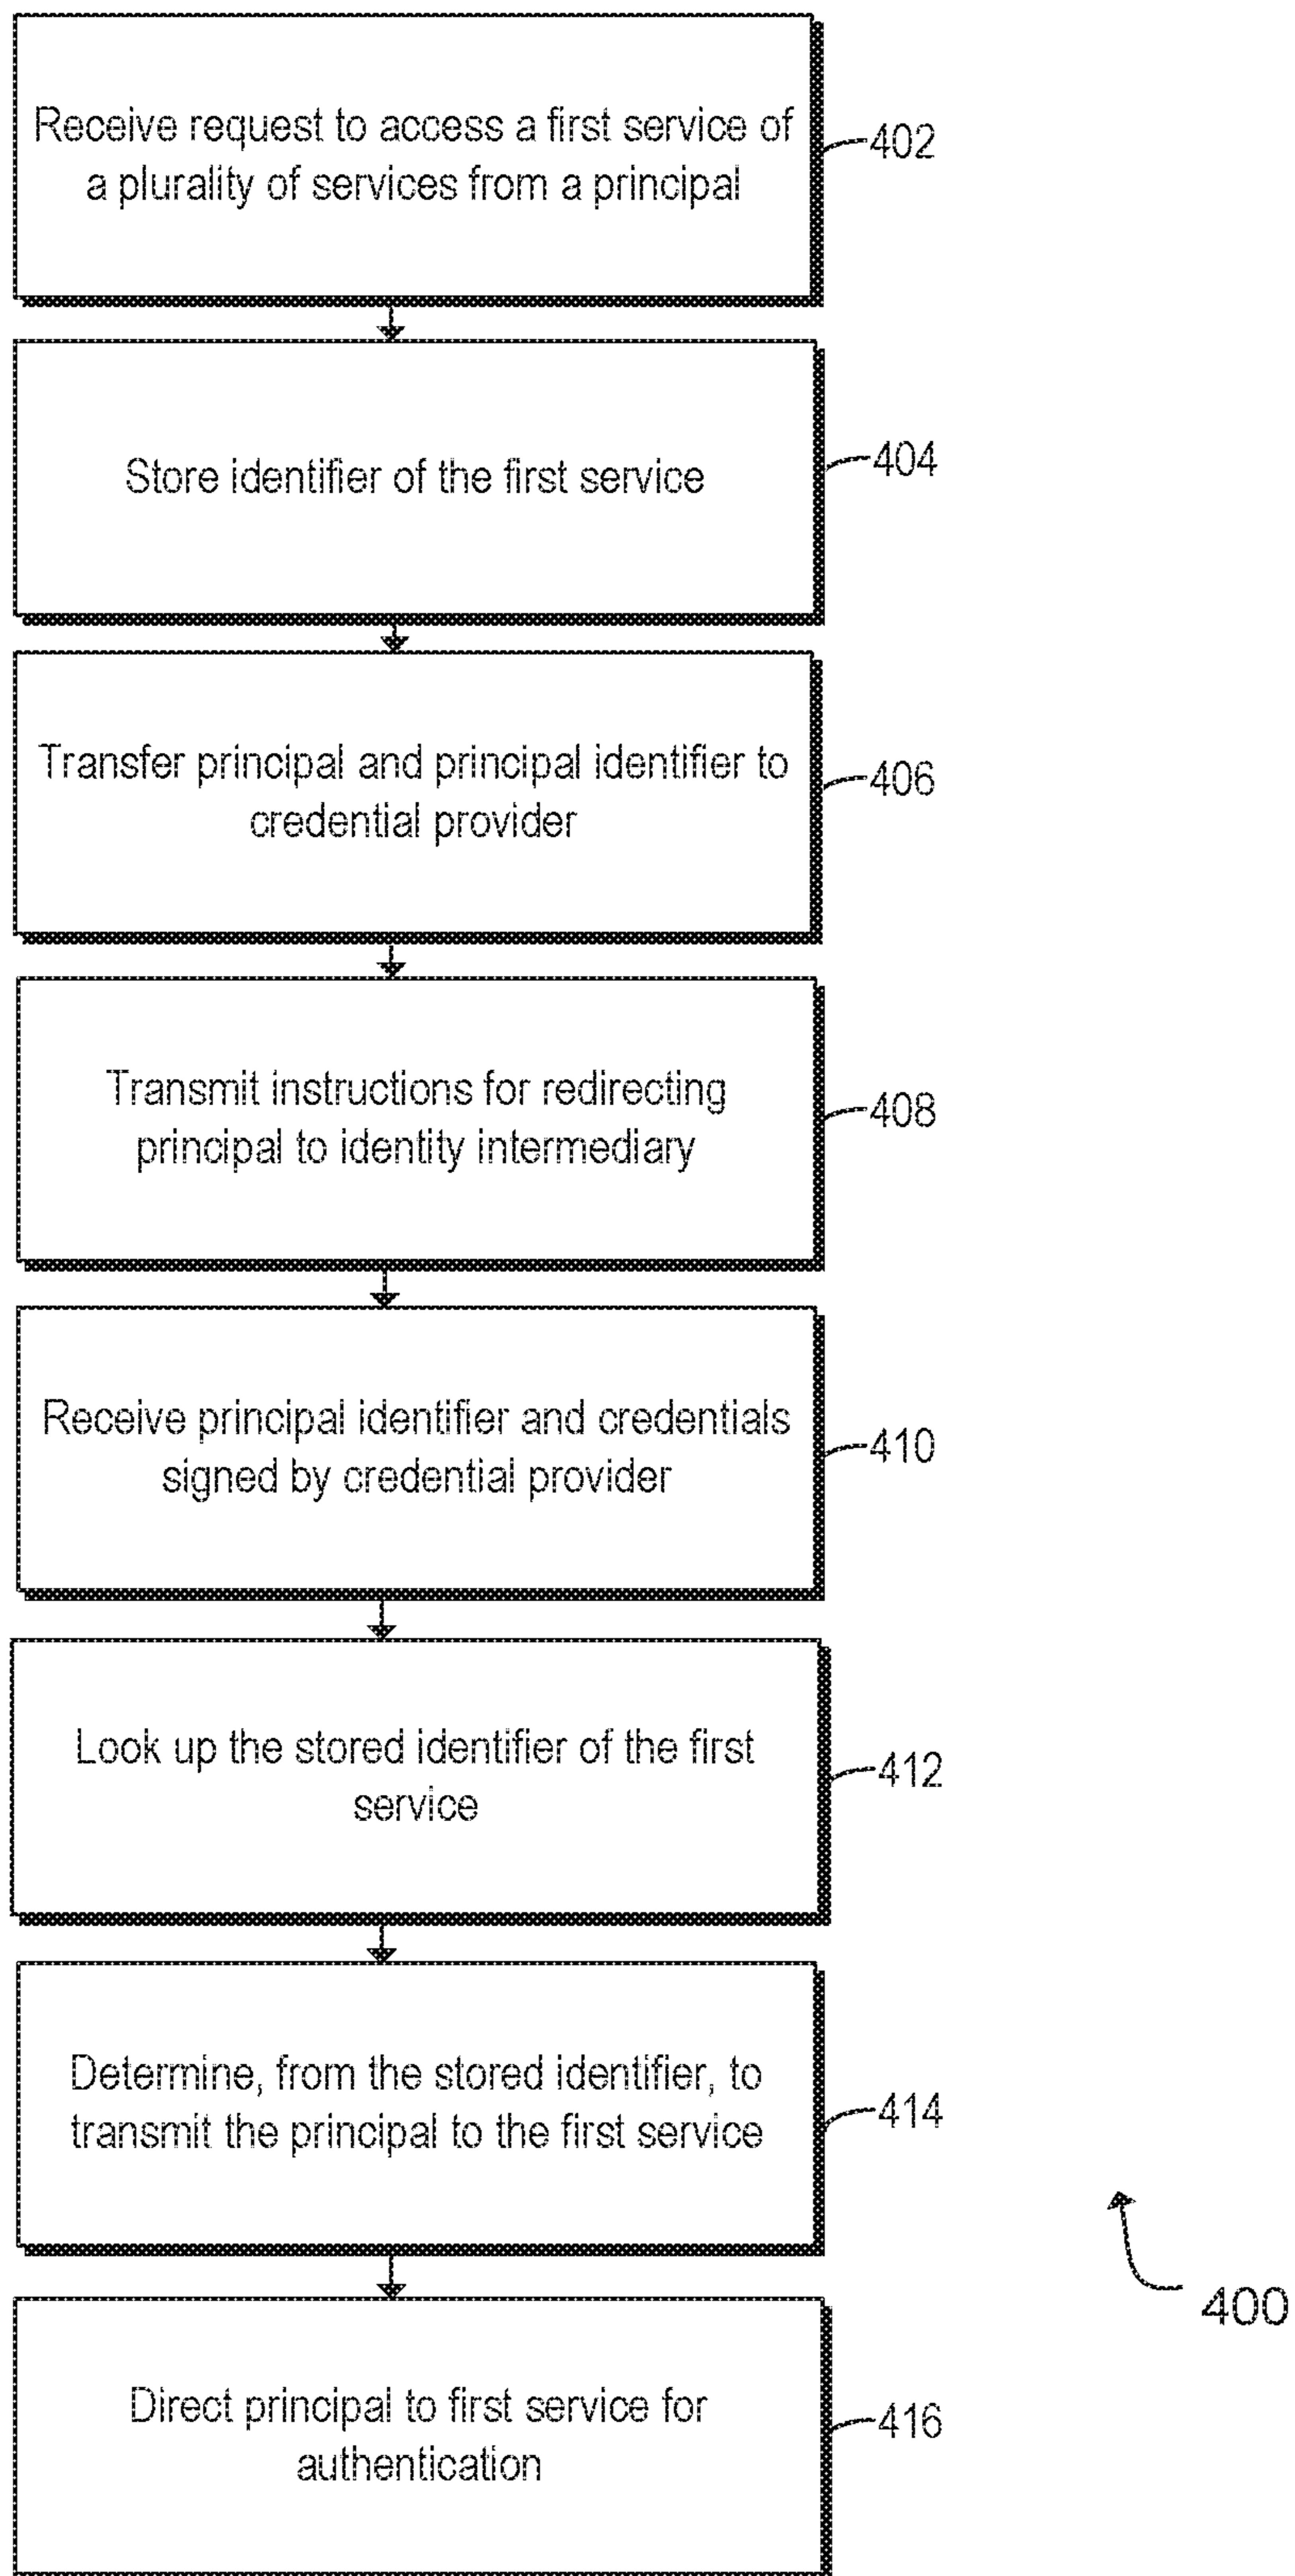 Receive request to access a first service of
a plurality of services from a principal
402
Store identifier of the first service
404
Transfer principal and principal identifier to
credential provider
406
Transmit instructions for redirecting
principal to identity intermediary
408
Receive principal identifier and credentials
signed by credential provider
410
Look up the stored identifier of the first
service
412
Determine, from the stored identifier, to
transmit the principal to the first service
414
400
Direct principal to first service for
authentication
416